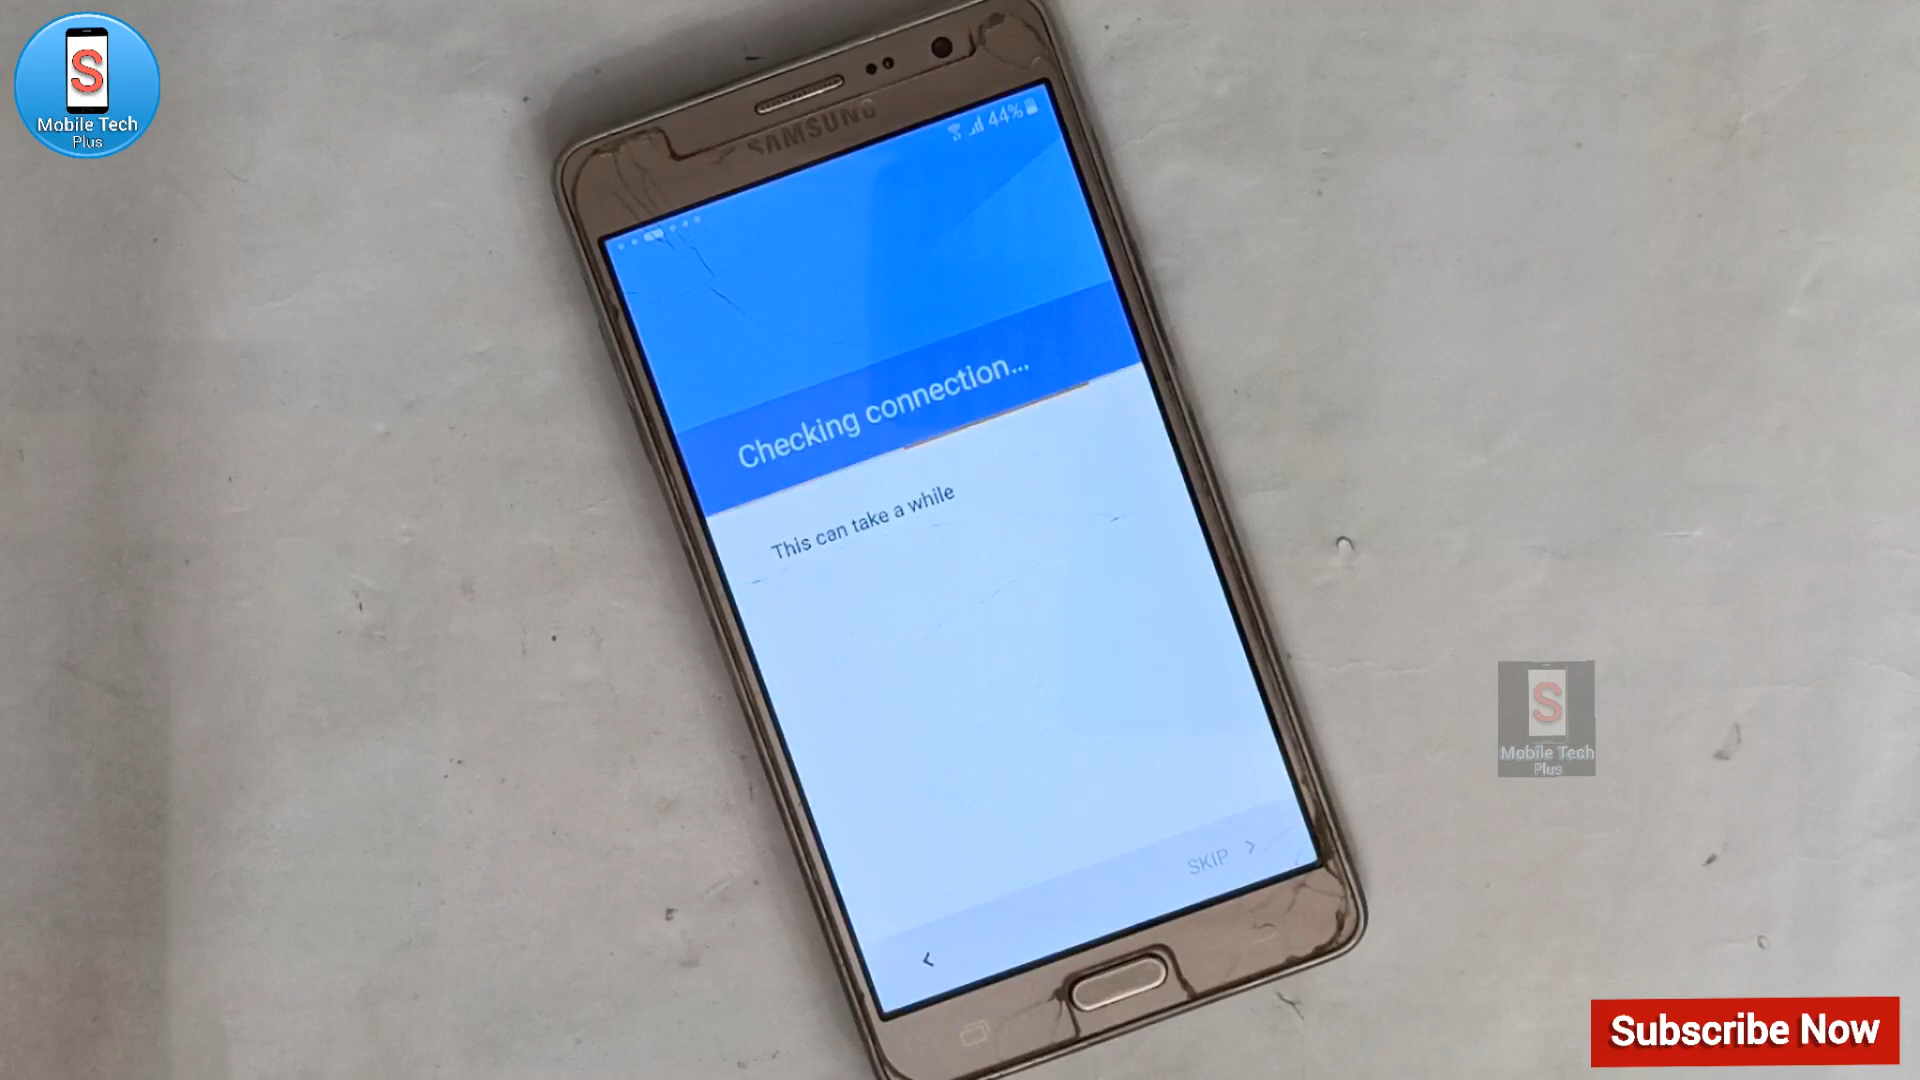 S
Mobile Tech
Plus
SAMSUNG
44%
Checking connection...
This can take a while
SKIP
S
Mobile Tech
Plus
Subscribe Now